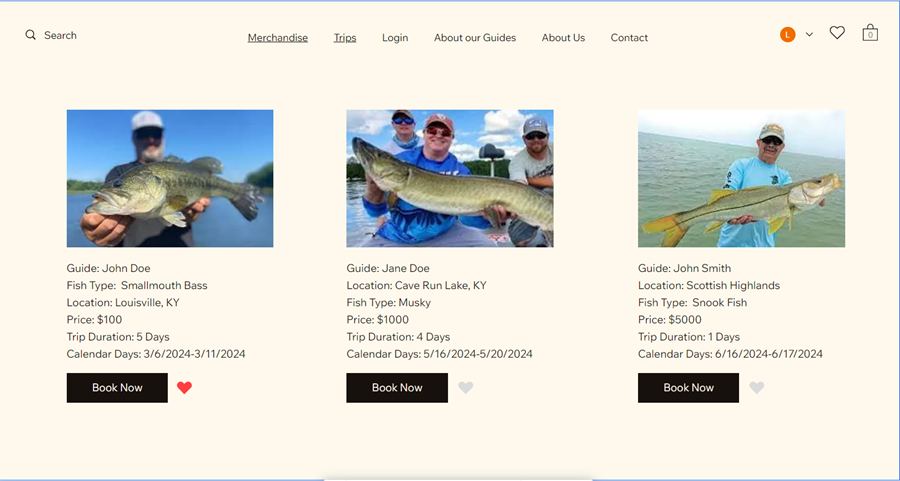 Search
Merchandise Trips Login About our Guides About Us Contact
L
0
Guide: John Doe
Fish Type:  Smallmouth Bass
Location: Louisville, KY
Price: $100
Trip Duration: 5 Days
Calendar Days: 3/6/2024-3/11/2024
Book Now
Guide: Jane Doe
Location: Cave Run Lake, KY
Fish Type: Musky
Price: $1000
Trip Duration: 4 Days
Calendar Days: 5/16/2024-5/20/2024
Book Now
Guide: John Smith
Location: Scottish Highlands
Fish Type:  Snook Fish
Price: $5000
Trip Duration: 1 Days
Calendar Days: 6/16/2024-6/17/2024
Book Now